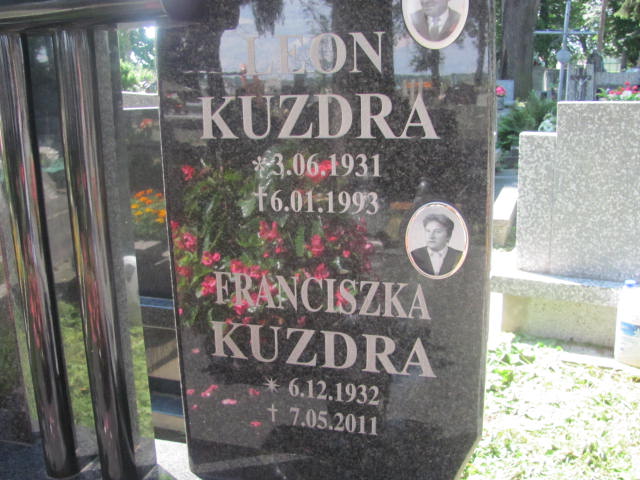 LEON
KUZDRA
*3.06.1931
†6.01.1993
FRANCISZKA
KUZDRA
* 6.12.1932
† 7.05.2011